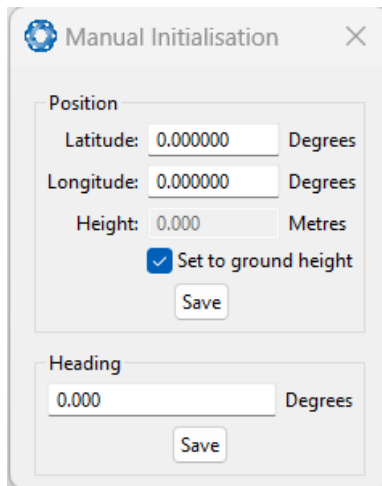 Manual Initialisation
Position
Latitude: 0.000000 Degrees
Longitude: 0.000000 Degrees
Height: 0.000 Metres
Set to ground height
Save
Heading
0.000 Degrees
Save